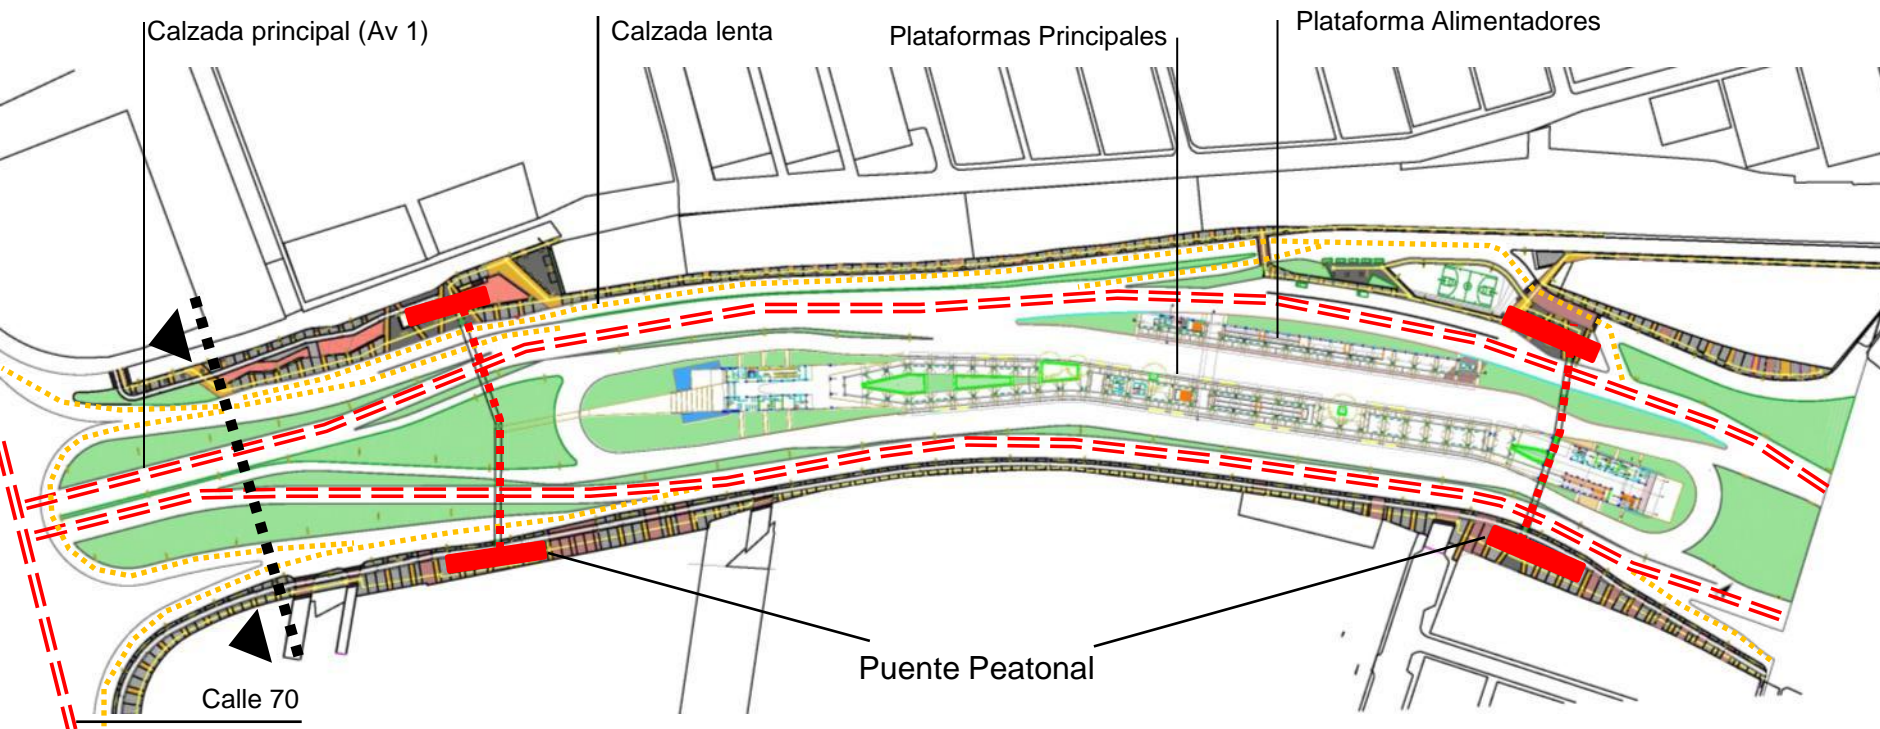 Calzada principal (Av 1)
Calzada lenta
Plataformas Principales
Plataforma Alimentadores
Puente Peatonal
Calle 70